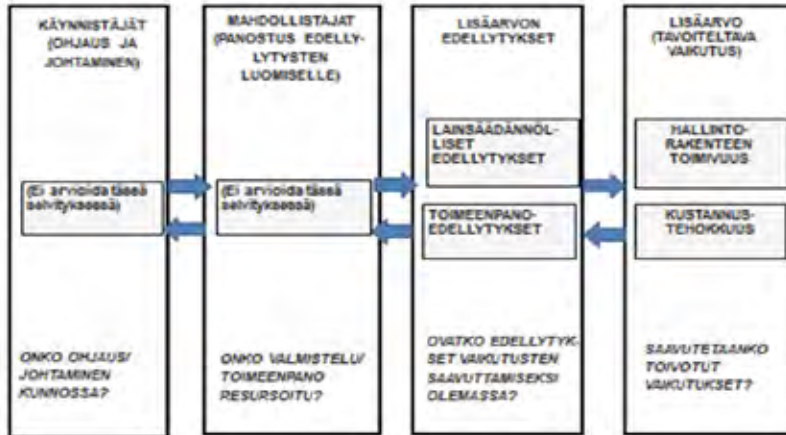 KÄYNNISTÄJÄT
(OHJAUS JA
JOHTAMINEN)
(Ei arvioida tässä
selvityksessä)
ONKO OHJAUS/
JOHTAMINEN
KUNNOSSA?
MAHDOLLISTAJAT
(PANOSTUS EDELLY-
LYTYSTEN
LUOMISELLE)
(Ei arvioida tässä
selvityksessä)
ONKO VALMISTELU/
TOIMEENPANO
RESURSOITU?
LISÄARVON
EDELLYTYKSET
LAINSÄÄDÄNNÖL-
LISET
EDELLYTYKSET
TOIMEENPANO-
EDELLYTYKSET
OVATKO EDELLYTYK-
SET VAIKUTUSTEN
SAAVUTTAMISEKSI
OLEMASSA?
LISÄARVO
(TAVOITELTAVA
VAIKUTUS)
HALLINTO-
RAKENTEEN
TOIMIVUUS
KUSTANNUS-
TEHOKKUUS
SAAVUTETAANKO
TOIVOTUT
VAIKUTUKSET?